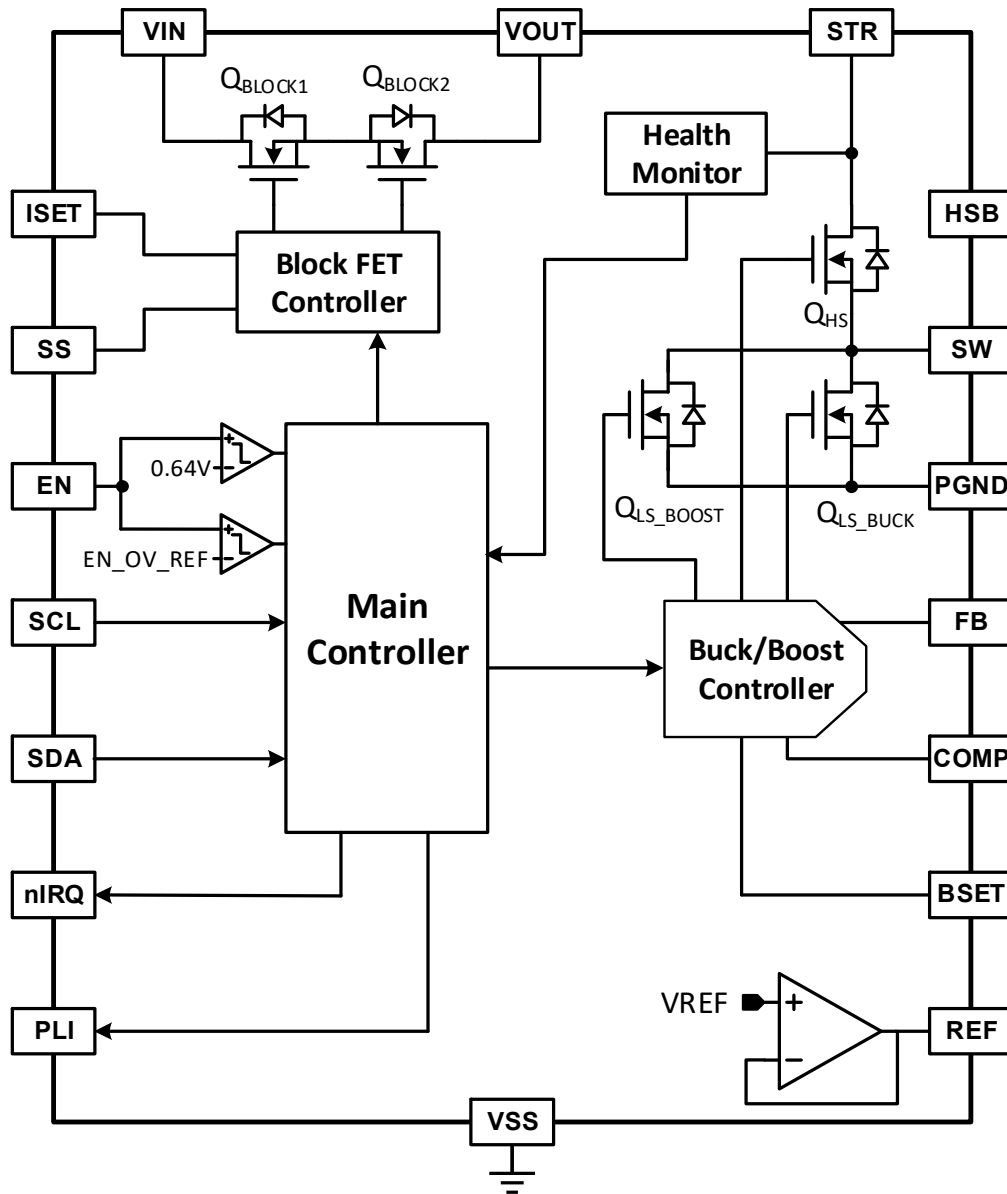 VIN
VOUT
STR
QBLOCK1
QBLOCK2
Health
Monitor
ISET
HSB
Block FET
Controller
QHS
SS
SW
0.64V
EN
PGND
QLS_BOOST
QLS_BUCK
EN_OV_REF
SCL
Main
Controller
FB
Buck/Boost
Controller
SDA
COMP
nIRQ
BSET
VREF
+
−
PLI
REF
VSS